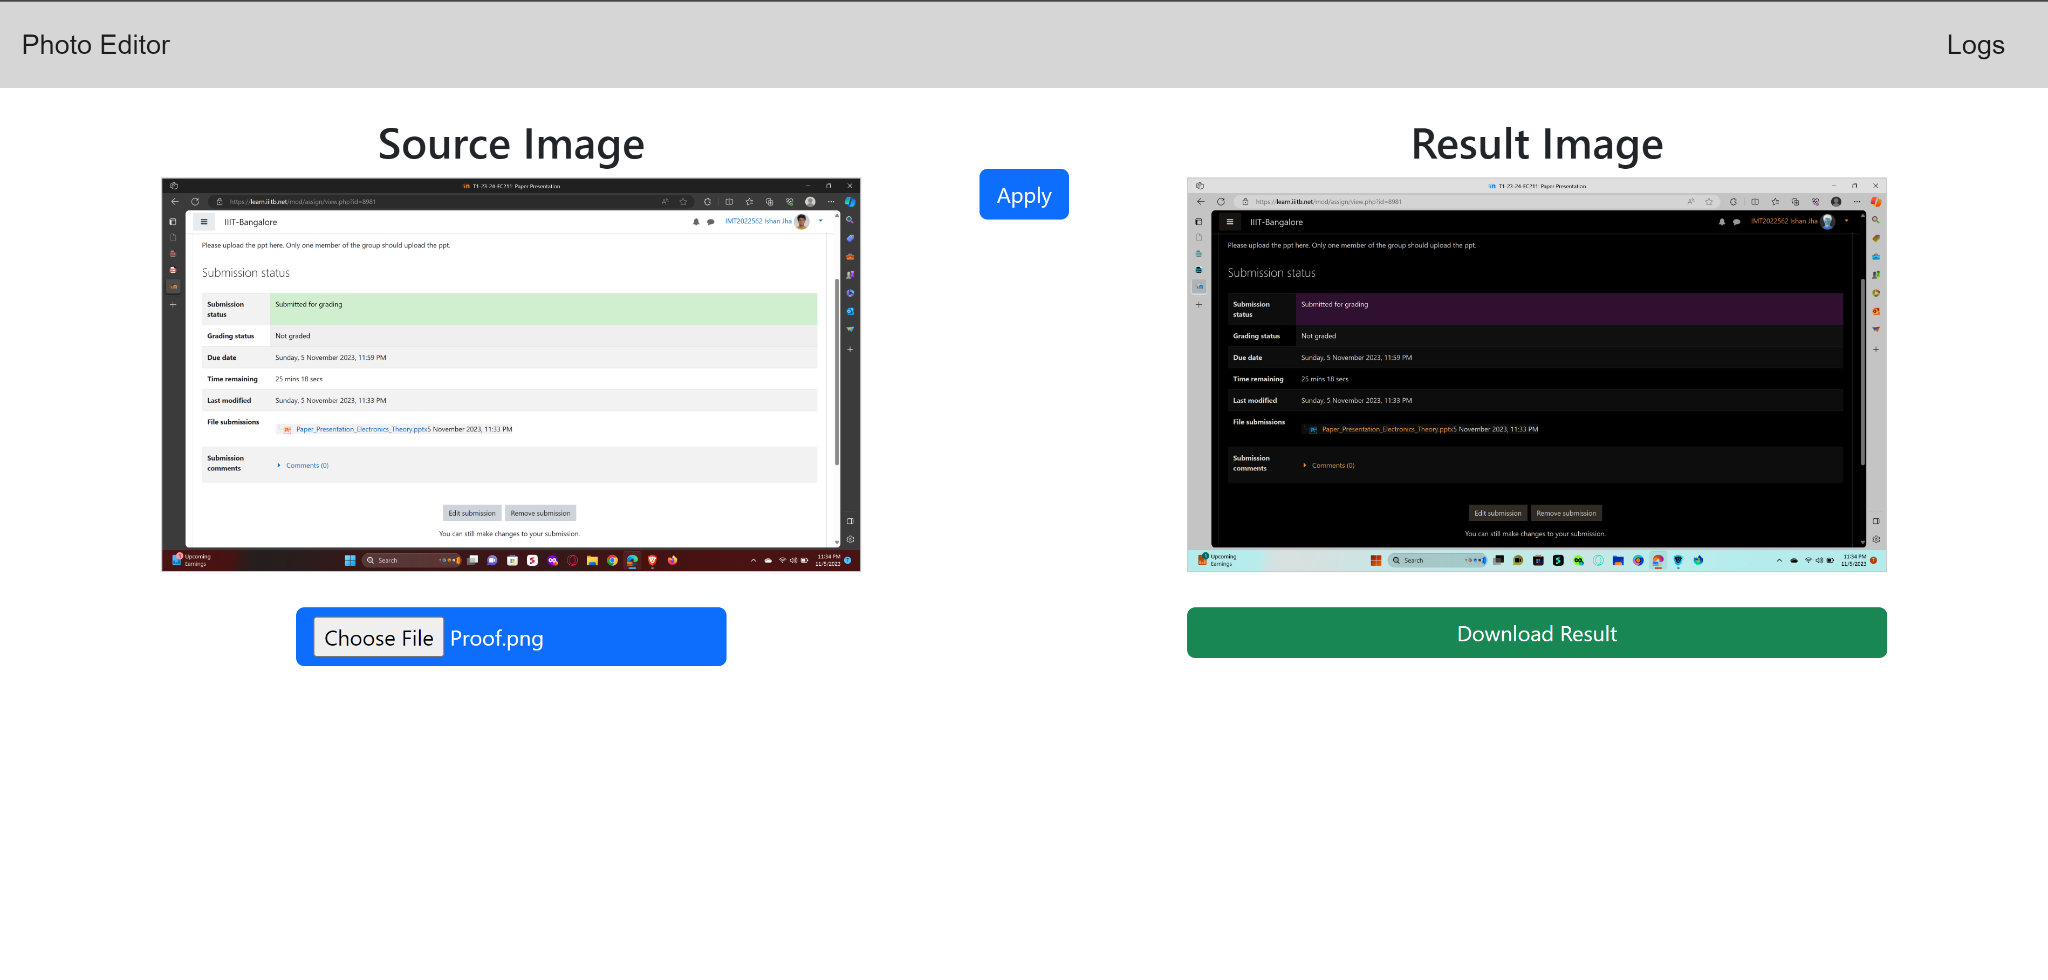 Photo Editor
Logs
Source Image
T1-23-24-EC711: Paper Presentation
https://learn.iiitb.net/mod/assign/view.php?id=8981
IIIT-Bangalore
IMT2022562 Ishan Jha
Please upload the ppt here. Only one member of the group should upload the ppt.
Submission status
Submission status Submitted for grading
Grading status Not graded
Due date Sunday, 5 November 2023, 11:59 PM
Time remaining 25 mins 18 secs
Last modified Sunday, 5 November 2023, 11:33 PM
File submissions
Paper_Presentation_Electronics_Theory.pptx5 November 2023, 11:33 PM
Submission comments Comments (0)
Edit submission Remove submission
You can still make changes to your submission.
Upcoming
Earnings
Search
11:34 PM
11/5/2023
Choose File Proof.png
Apply
Result Image
T1-23-24-EC711: Paper Presentation
https://learn.iiitb.net/mod/assign/view.php?id=8981
IIIT-Bangalore
IMT2022562 Ishan Jha
Please upload the ppt here. Only one member of the group should upload the ppt.
Submission status
Submission status Submitted for grading
Grading status Not graded
Due date Sunday, 5 November 2023, 11:59 PM
Time remaining 25 mins 18 secs
Last modified Sunday, 5 November 2023, 11:33 PM
File submissions
Paper_Presentation_Electronics_Theory.pptx5 November 2023, 11:33 PM
Submission comments Comments (0)
Edit submission Remove submission
You can still make changes to your submission.
Upcoming
Earnings
Search
11:34 PM
11/5/2023
Download Result